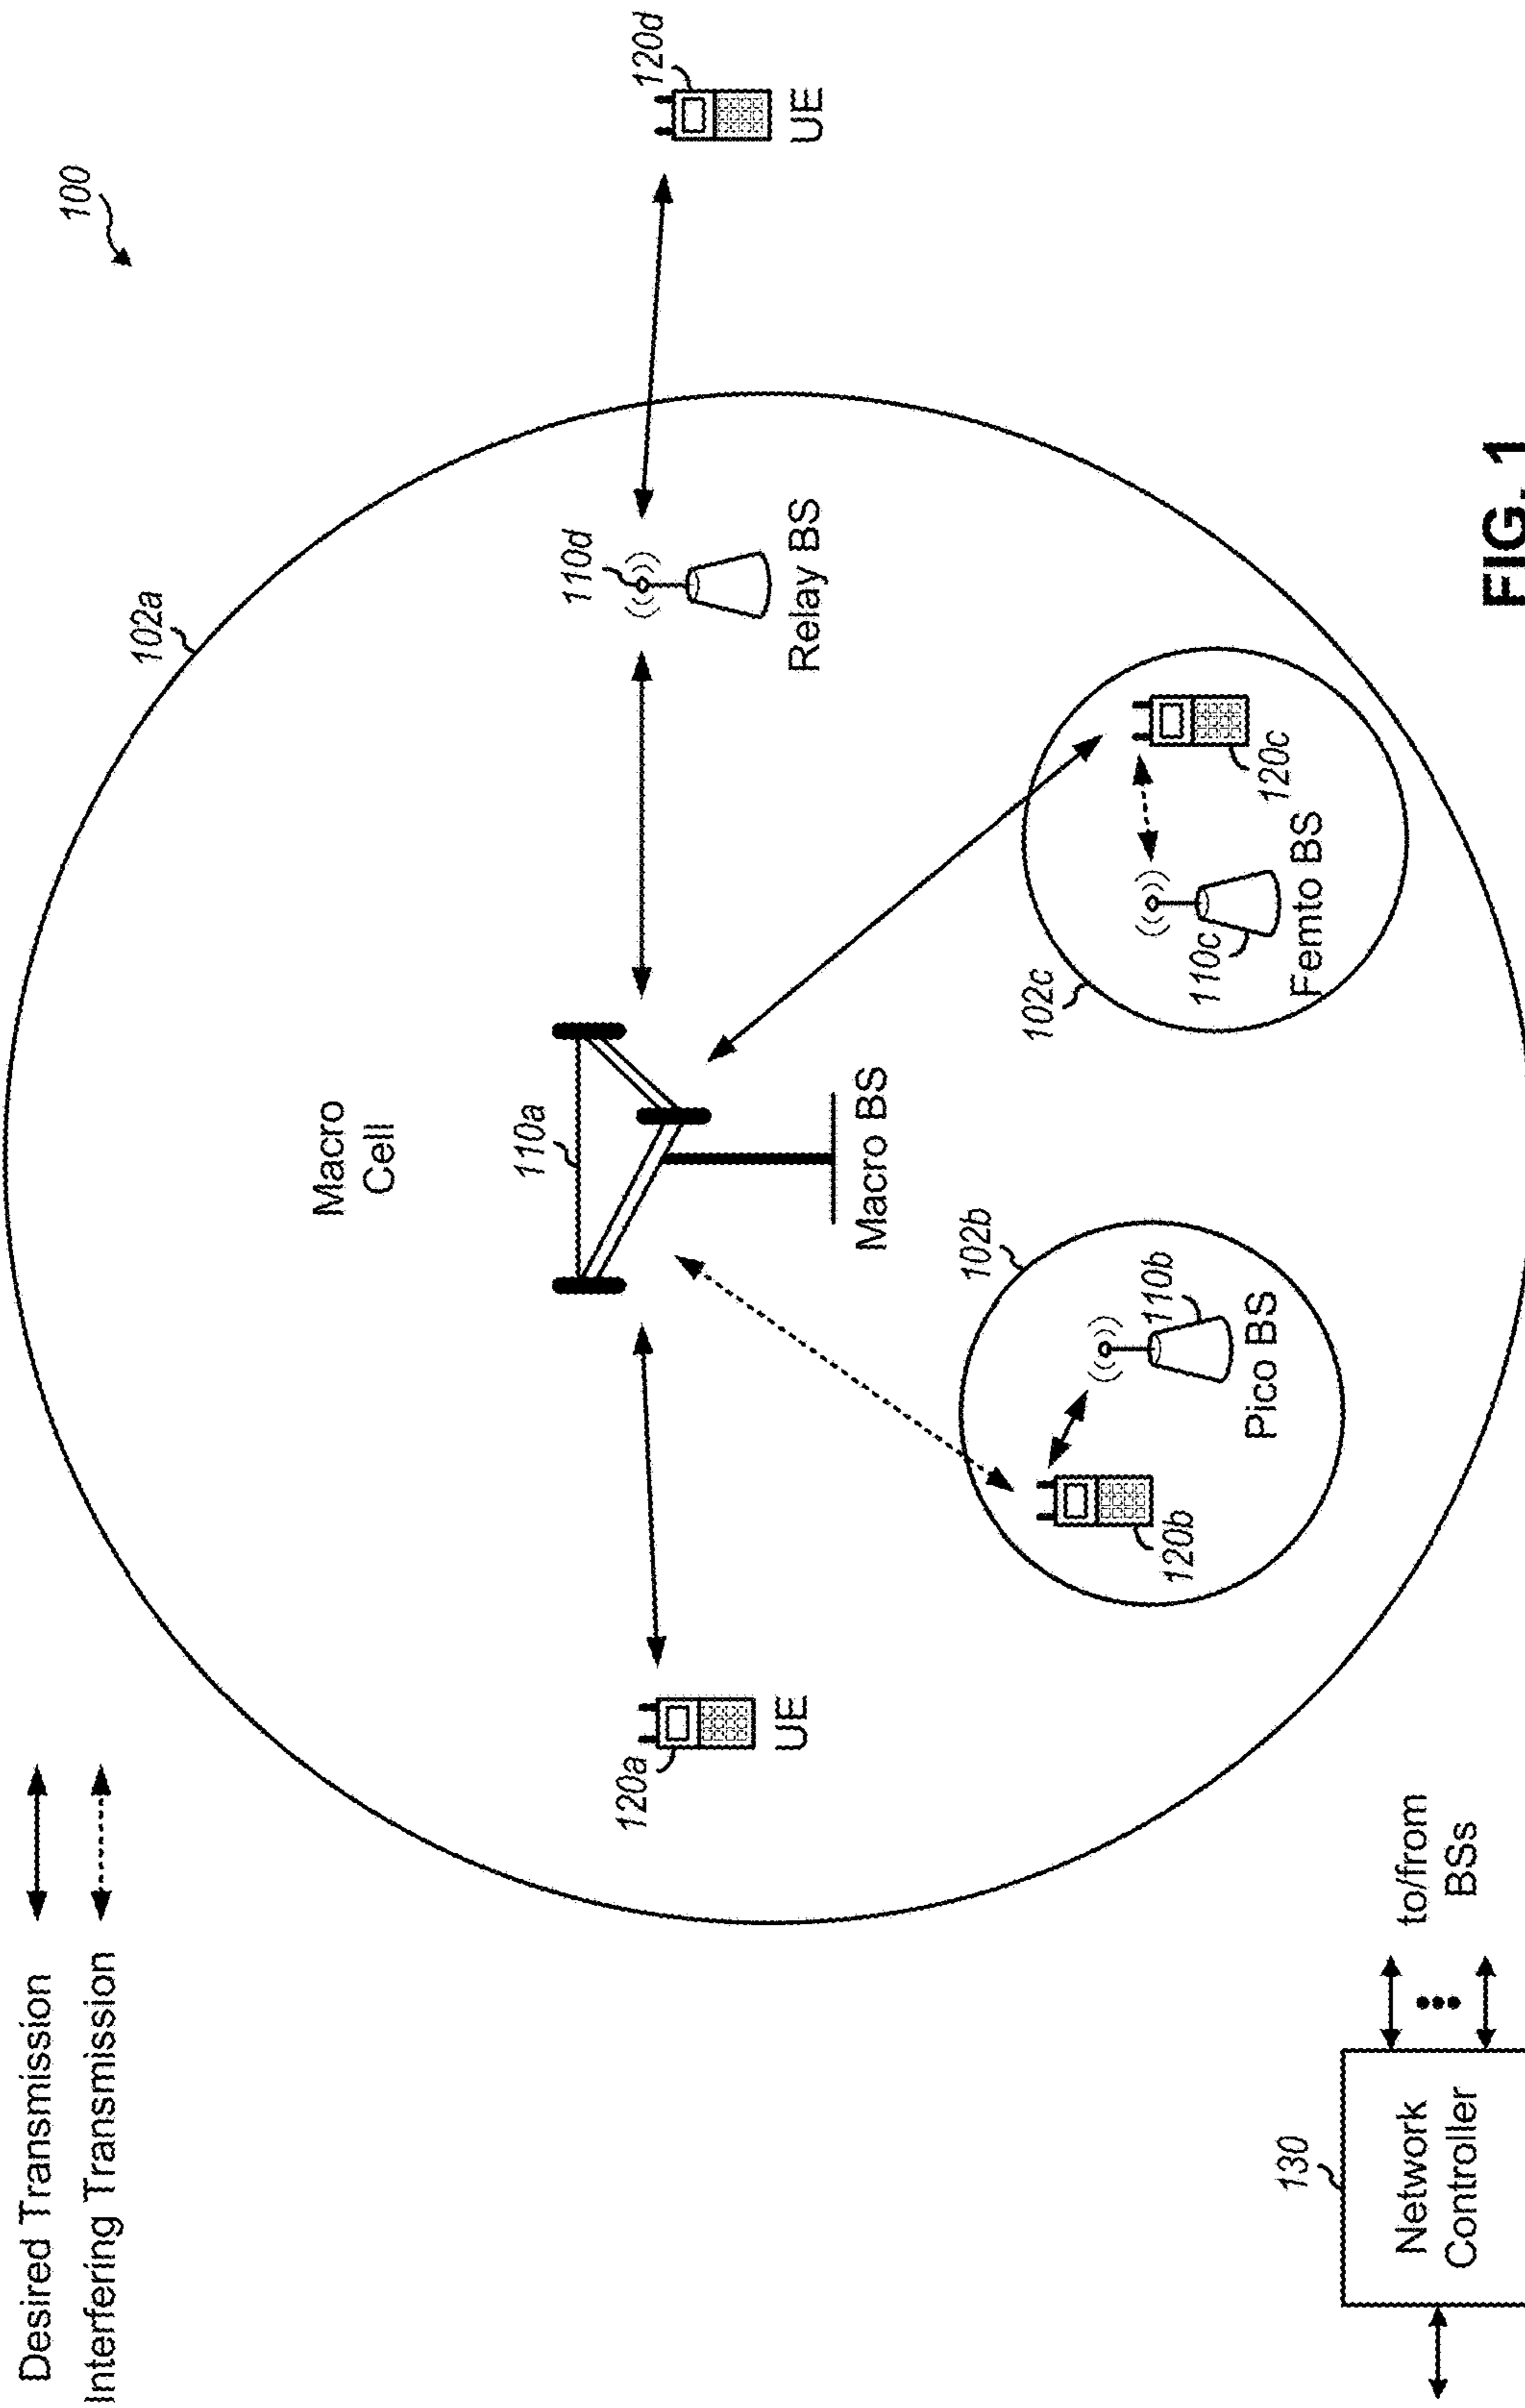 Desired Transmission
Interfering Transmission
100
102a
Macro
Cell
110a
110d
120a
120d
UE
Macro BS
Relay BS
UE
102b
102c
120b
110b
Pico BS
110c
120c
Femto BS
130
Network
Controller
to/from
BSs
FIG. 1